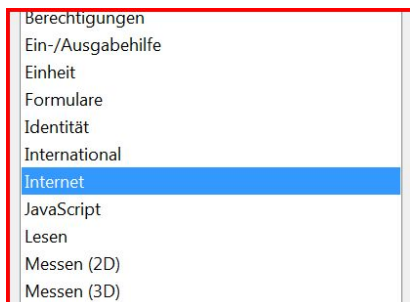 Berechtigungen
Ein-/Ausgabehilfe
Einheit
Formulare
Identität
International
Internet
JavaScript
Lesen
Messen (2D)
Messen (3D)